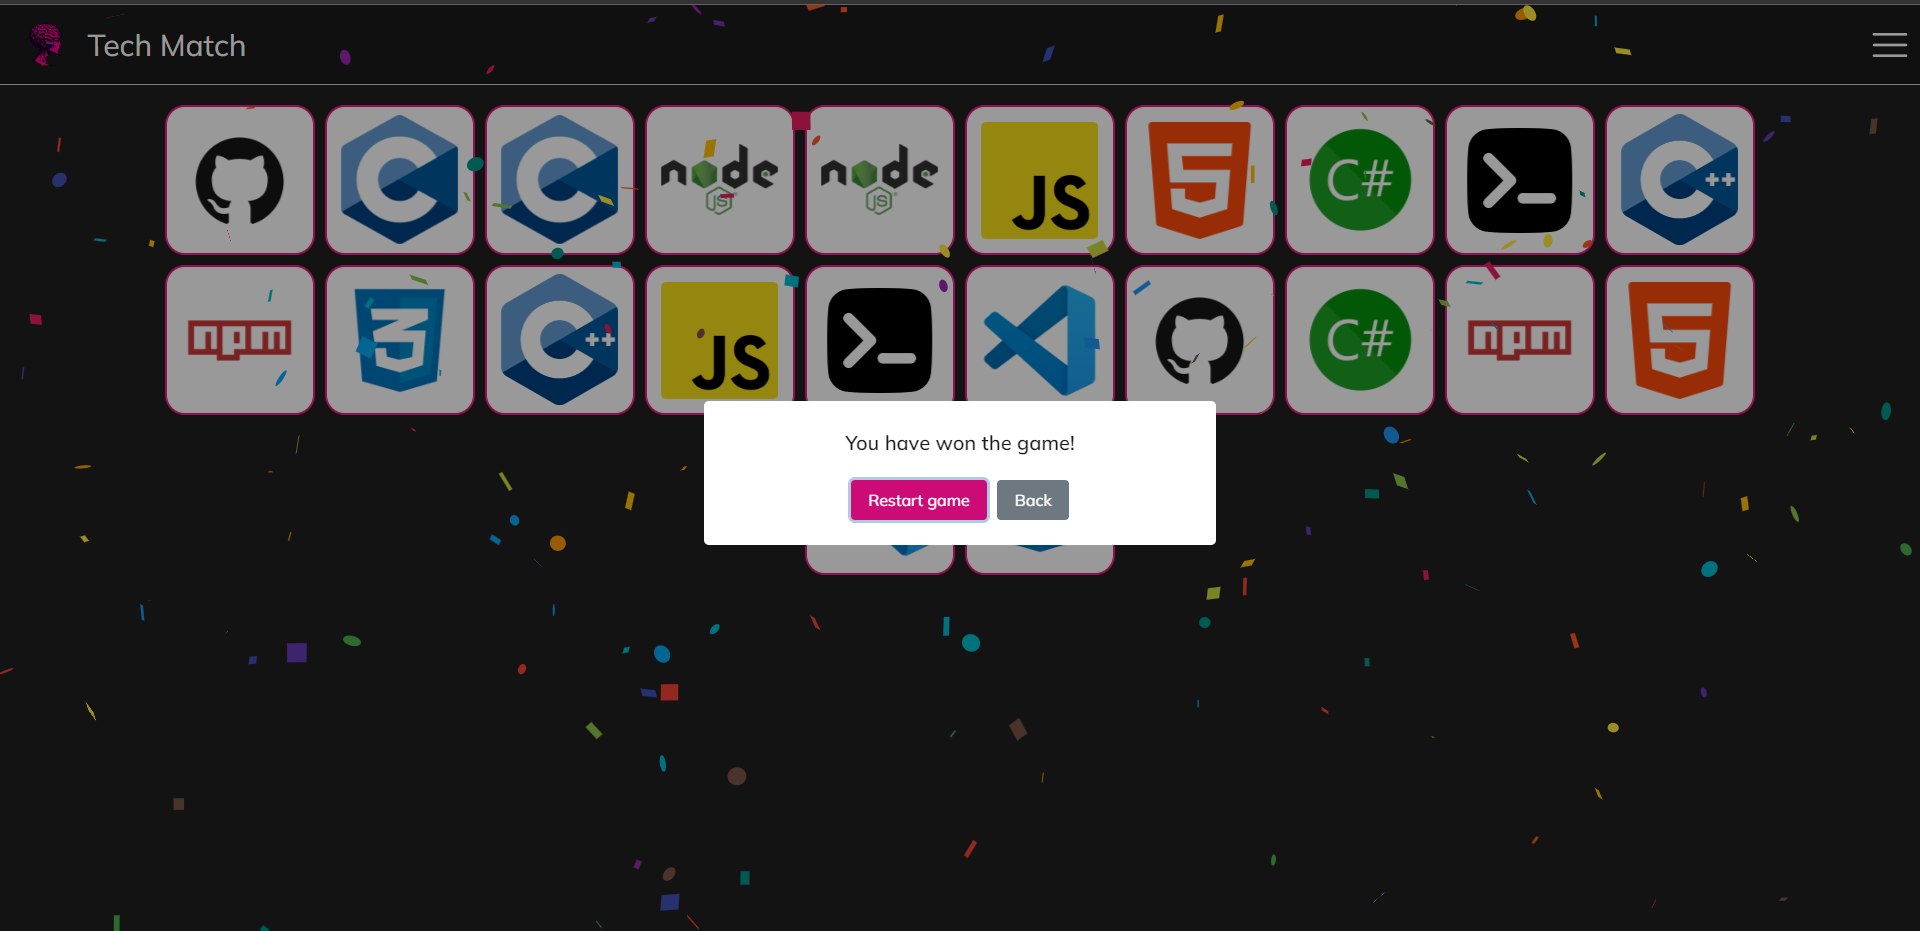 Tech Match
C C node JS node JS JS 5 C# >_ C++
npm 3 C++ JS >_ C# npm 5
You have won the game!
Restart game Back